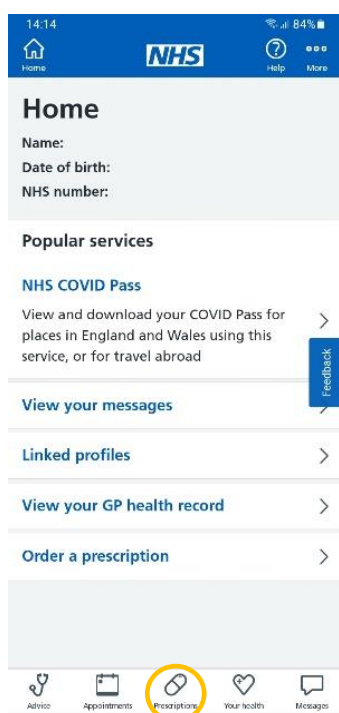 14:14 84%
NHS
Home Help More
Home
Name:
Date of birth:
NHS number:
Popular services
NHS COVID Pass
View and download your COVID Pass for
places in England and Wales using this
service, or for travel abroad
Feedback
View your messages
Linked profiles
View your GP health record
Order a prescription
Advice Appointments Prescriptions Your health Messages